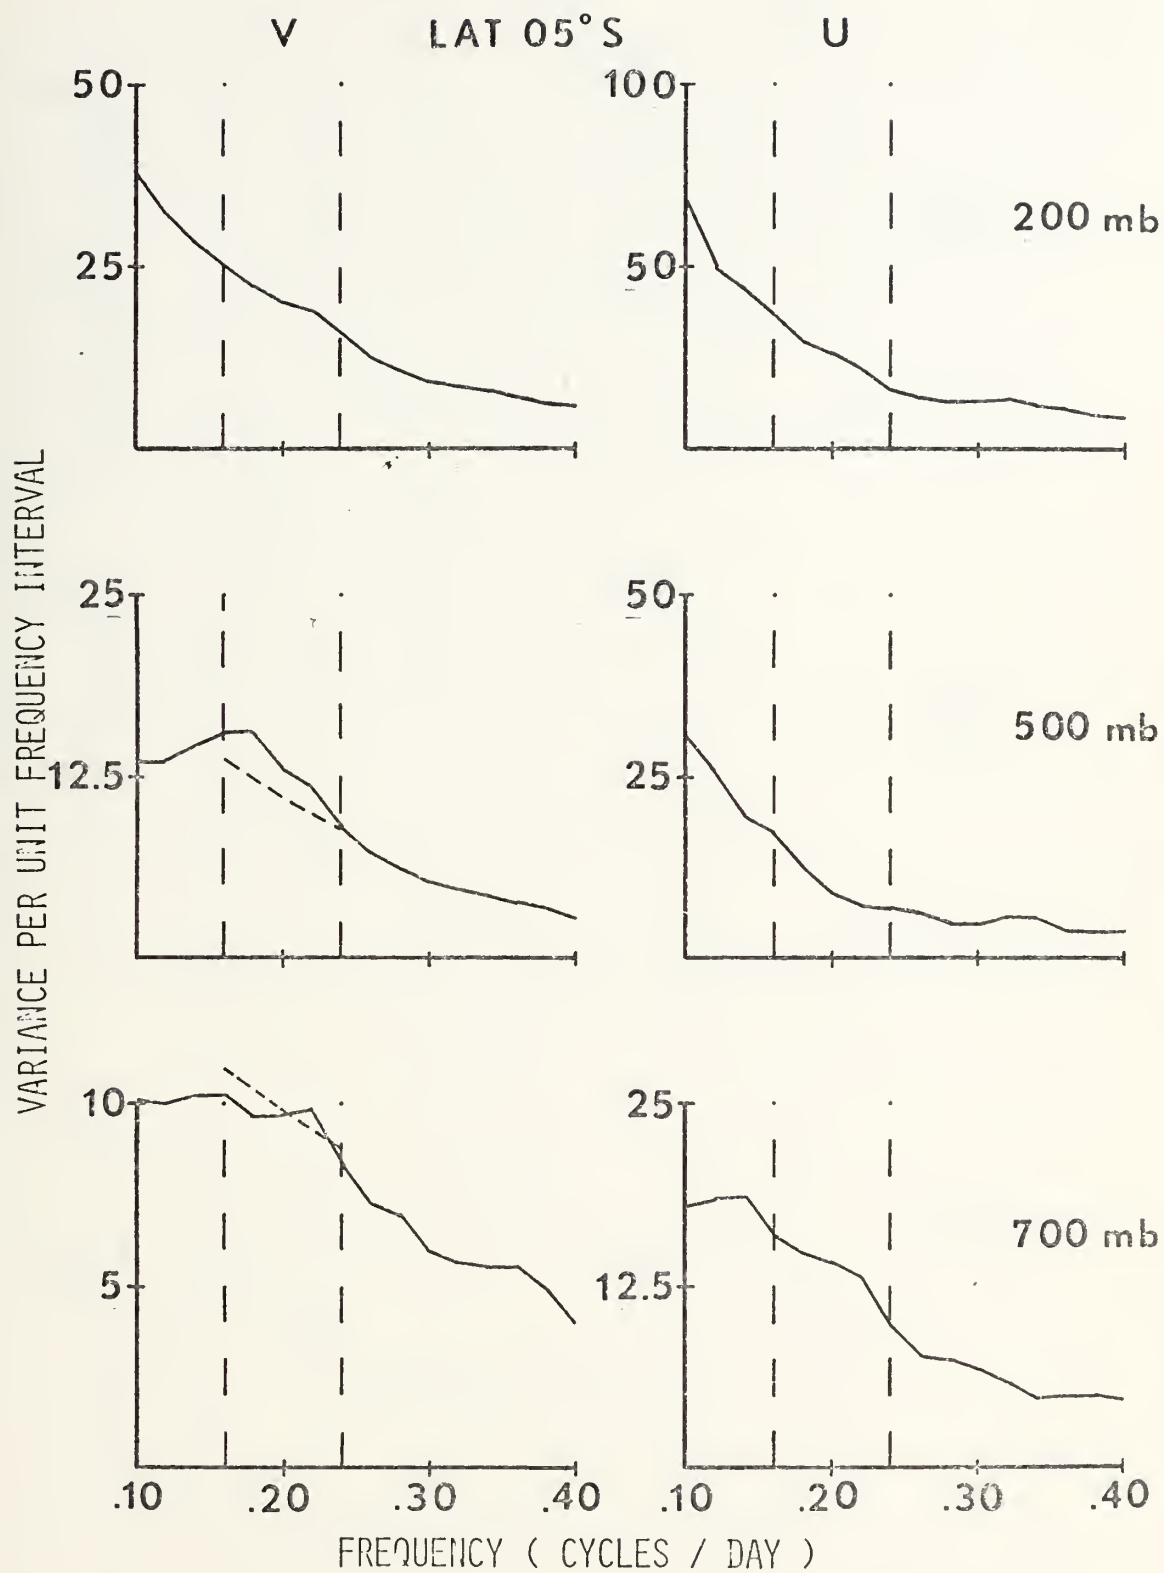 V LAT 05°S U
50 100
200 mb
25 50
VARIANCE PER UNIT FREQUENCY INTERVAL
25 50
500 mb
12.5 25
10 25
700 mb
5 12.5
.10 .20 .30 .40 .10 .20 .30 .40
FREQUENCY ( CYCLES / DAY )